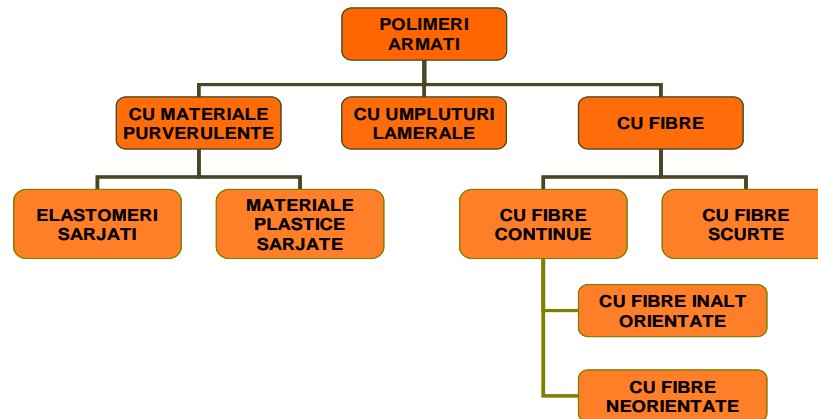 POLIMERI
ARMATI
CU MATERIALE
PURVERULENTE
CU UMPLUTURI
LAMERALE
CU FIBRE
ELASTOMERI
SARJATI
MATERIALE
PLASTICE
SARJATE
CU FIBRE
CONTINUE
CU FIBRE
SCURTE
CU FIBRE INALT
ORIENTATE
CU FIBRE
NEORIENTATE